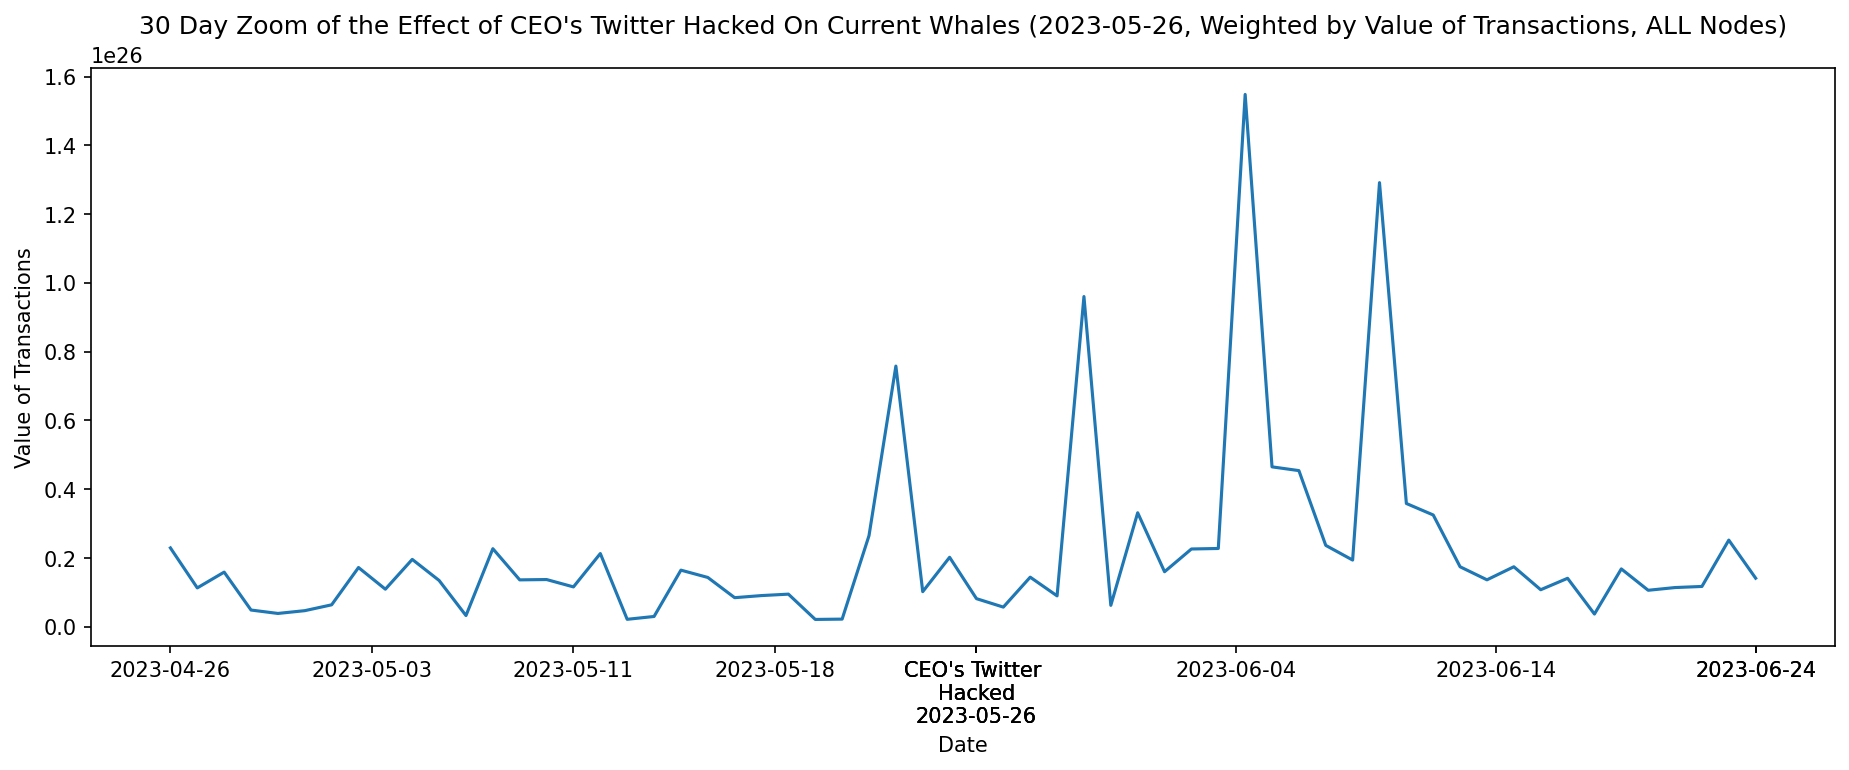 30 Day Zoom of the Effect of CEO's Twitter Hacked On Current Whales (2023-05-26, Weighted by Value of Transactions, ALL Nodes)
1e26
1.6
1.4
1.2
1.0
0.8
0.6
0.4
0.2
0.0
Value of Transactions
2023-04-26
2023-05-03
2023-05-11
2023-05-18
CEO's Twitter
Hacked
2023-05-26
2023-06-04
2023-06-14
2023-06-24
Date